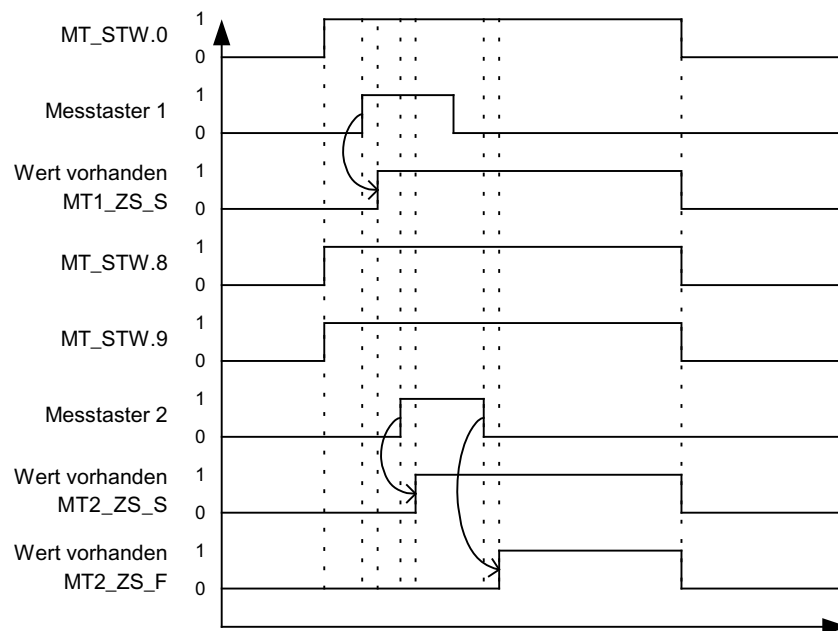 MT_STW.0 1
0
Messtaster 1 1
0
Wert vorhanden 1
MT1_ZS_S 0
MT_STW.8 1
0
MT_STW.9 1
0
Messtaster 2 1
0
Wert vorhanden 1
MT2_ZS_S 0
Wert vorhanden 1
MT2_ZS_F 0